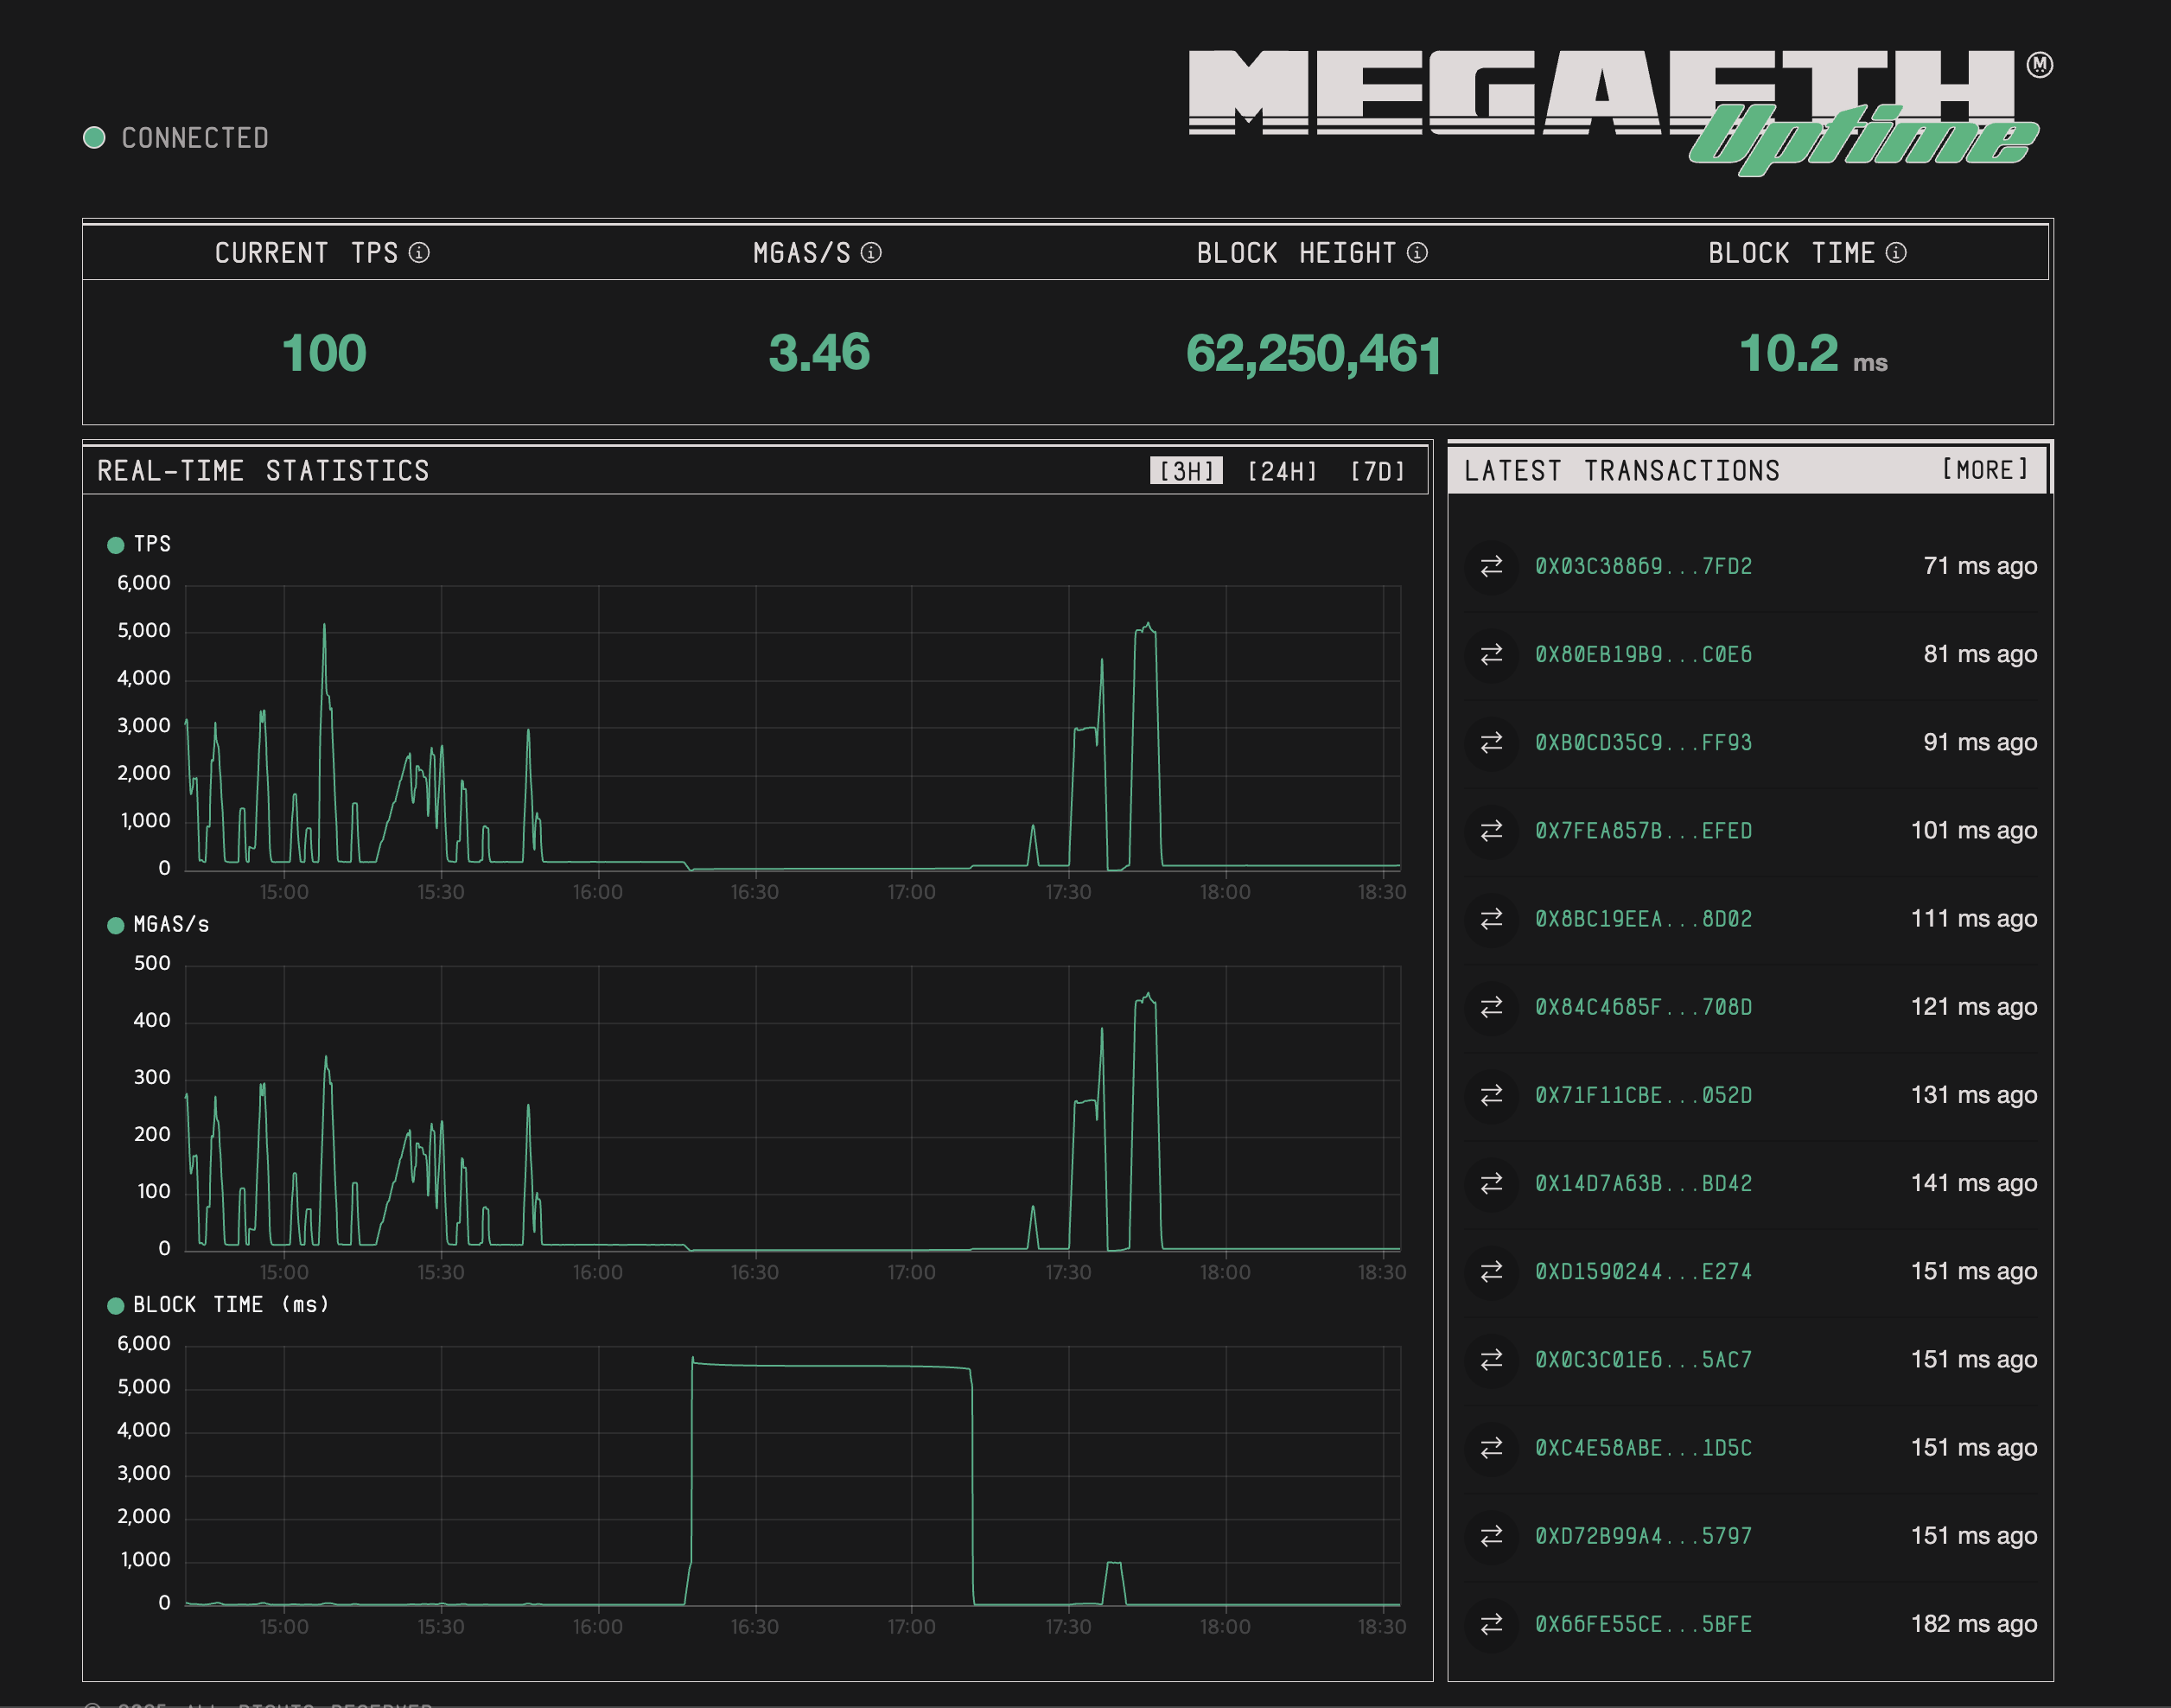 MEGAETH Ⓜ
Uptime
CONNECTED
CURRENT TPS
MGAS/S
BLOCK HEIGHT
BLOCK TIME
100
3.46
62,250,461
10.2 ms
REAL-TIME STATISTICS
[3H] [24H] [7D]
TPS
6,000
5,000
4,000
3,000
2,000
1,000
0
15:00 15:30 16:00 16:30 17:00 17:30 18:00 18:30
MGAS/s
500
400
300
200
100
0
15:00 15:30 16:00 16:30 17:00 17:30 18:00 18:30
BLOCK TIME (ms)
6,000
5,000
4,000
3,000
2,000
1,000
0
15:00 15:30 16:00 16:30 17:00 17:30 18:00 18:30
LATEST TRANSACTIONS [MORE]
0X03C38869...7FD2 71 ms ago
0X80EB19B9...C0E6 81 ms ago
0XB0CD35C9...FF93 91 ms ago
0X7FEA857B...EFED 101 ms ago
0X8BC19EEA...8D02 111 ms ago
0X84C4685F...708D 121 ms ago
0X71F11CBE...052D 131 ms ago
0X14D7A63B...BD42 141 ms ago
0XD1590244...E274 151 ms ago
0X0C3C01E6...5AC7 151 ms ago
0XC4E58ABE...1D5C 151 ms ago
0XD72B99A4...5797 151 ms ago
0X66FE55CE...5BFE 182 ms ago
© 2025 ALL RIGHTS RESERVED